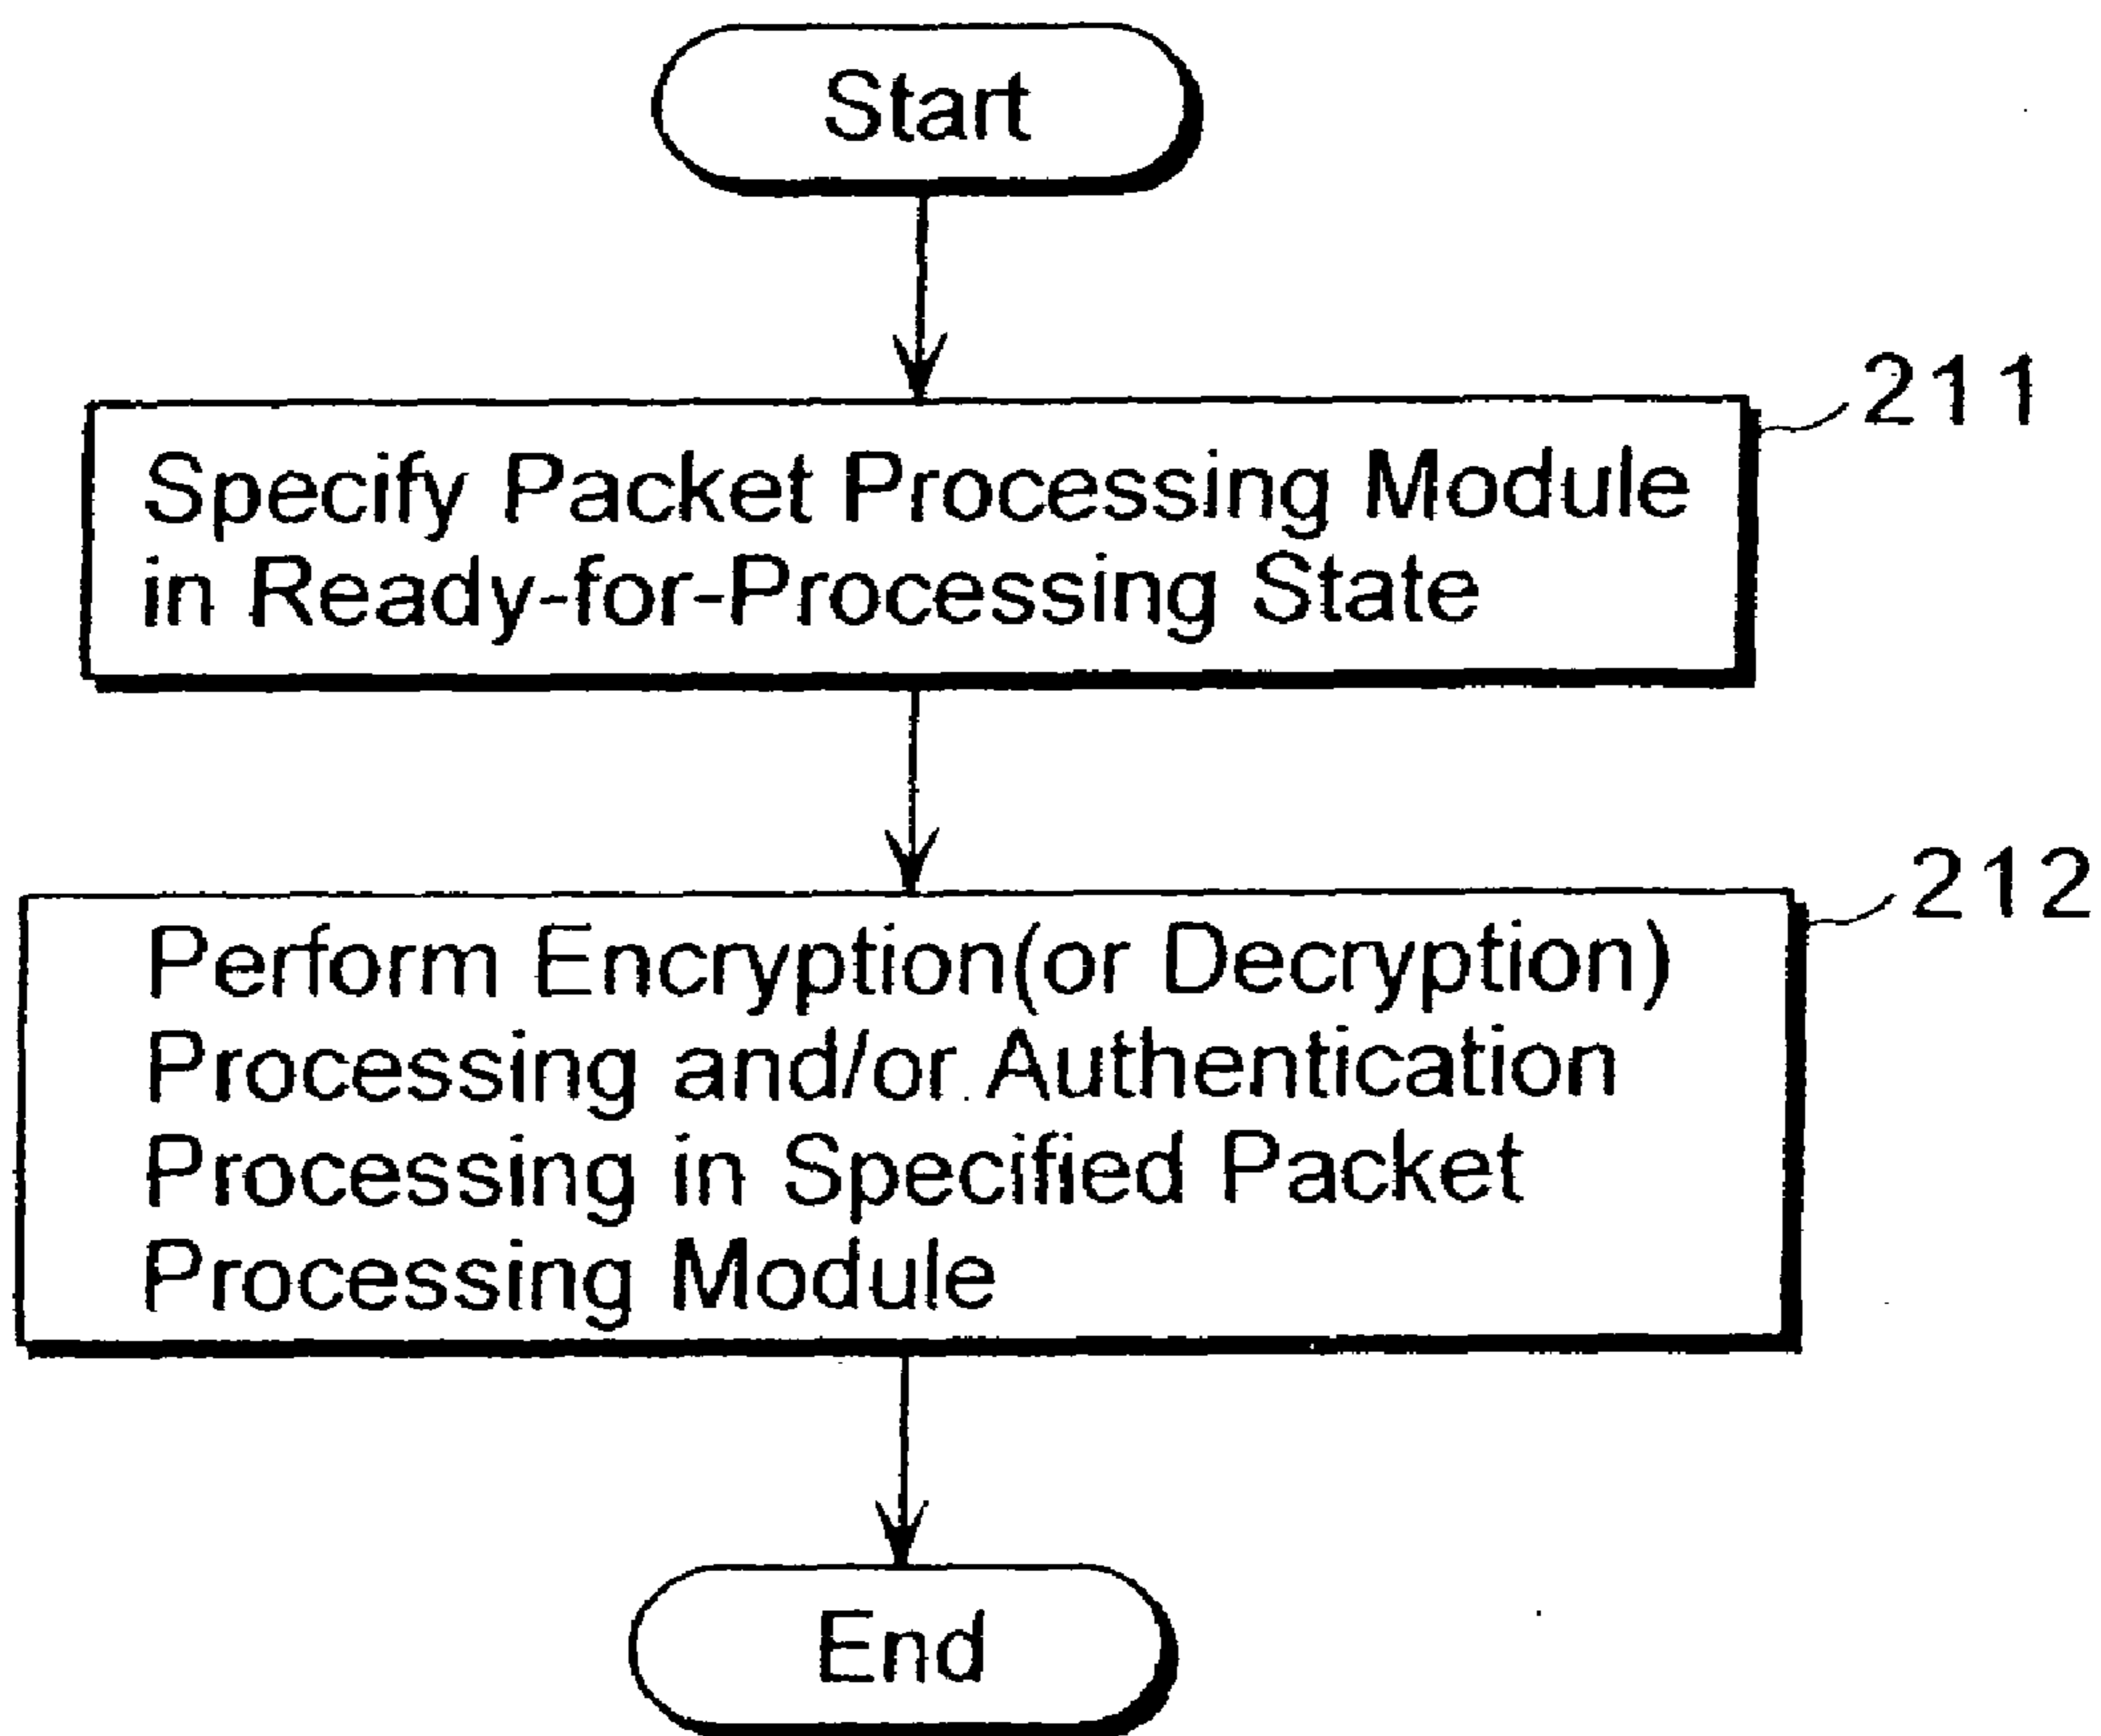 Start
211
Specify Packet Processing Module
in Ready-for-Processing State
212
Perform Encryption(or Decryption)
Processing and/or Authentication
Processing in Specified Packet
Processing Module
End